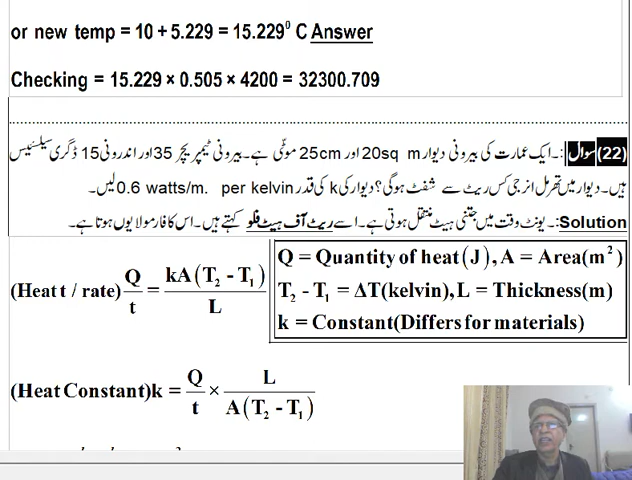 or new temp = 10 + 5.229 = 15.229⁰ C Answer
Checking = 15.229 × 0.505 × 4200 = 32300.709
سوال (22):۔ایک عمارت کی بیرونی دیوار 20sq m اور 25cm موٹی ہے۔بیرونی ٹیمپریچر 35اور اندرونی15 ڈگری سیلسئیس
ہیں۔دیوار میں تھرمل انرجی کس ریٹ سے شفٹ ہوگی؟ دیوار کی k کی قدر 0.6 watts/m. per kelvin لیں۔
Solution:۔یونٹ وقت میں جتنی ہیٹ منتقل ہوتی ہے۔اسے ریٹ آف ہیٹ فلو کہتے ہیں۔اس کا فارمولا یوں ہوتا ہے۔
(Heat t / rate) Q/t = kA(T₂ - T₁)/L
Q = Quantity of heat(J), A = Area(m²)
T₂ - T₁ = ΔT(kelvin), L = Thickness(m)
k = Constant(Differs for materials)
(Heat Constant)k = Q/t × L/A(T₂ - T₁)